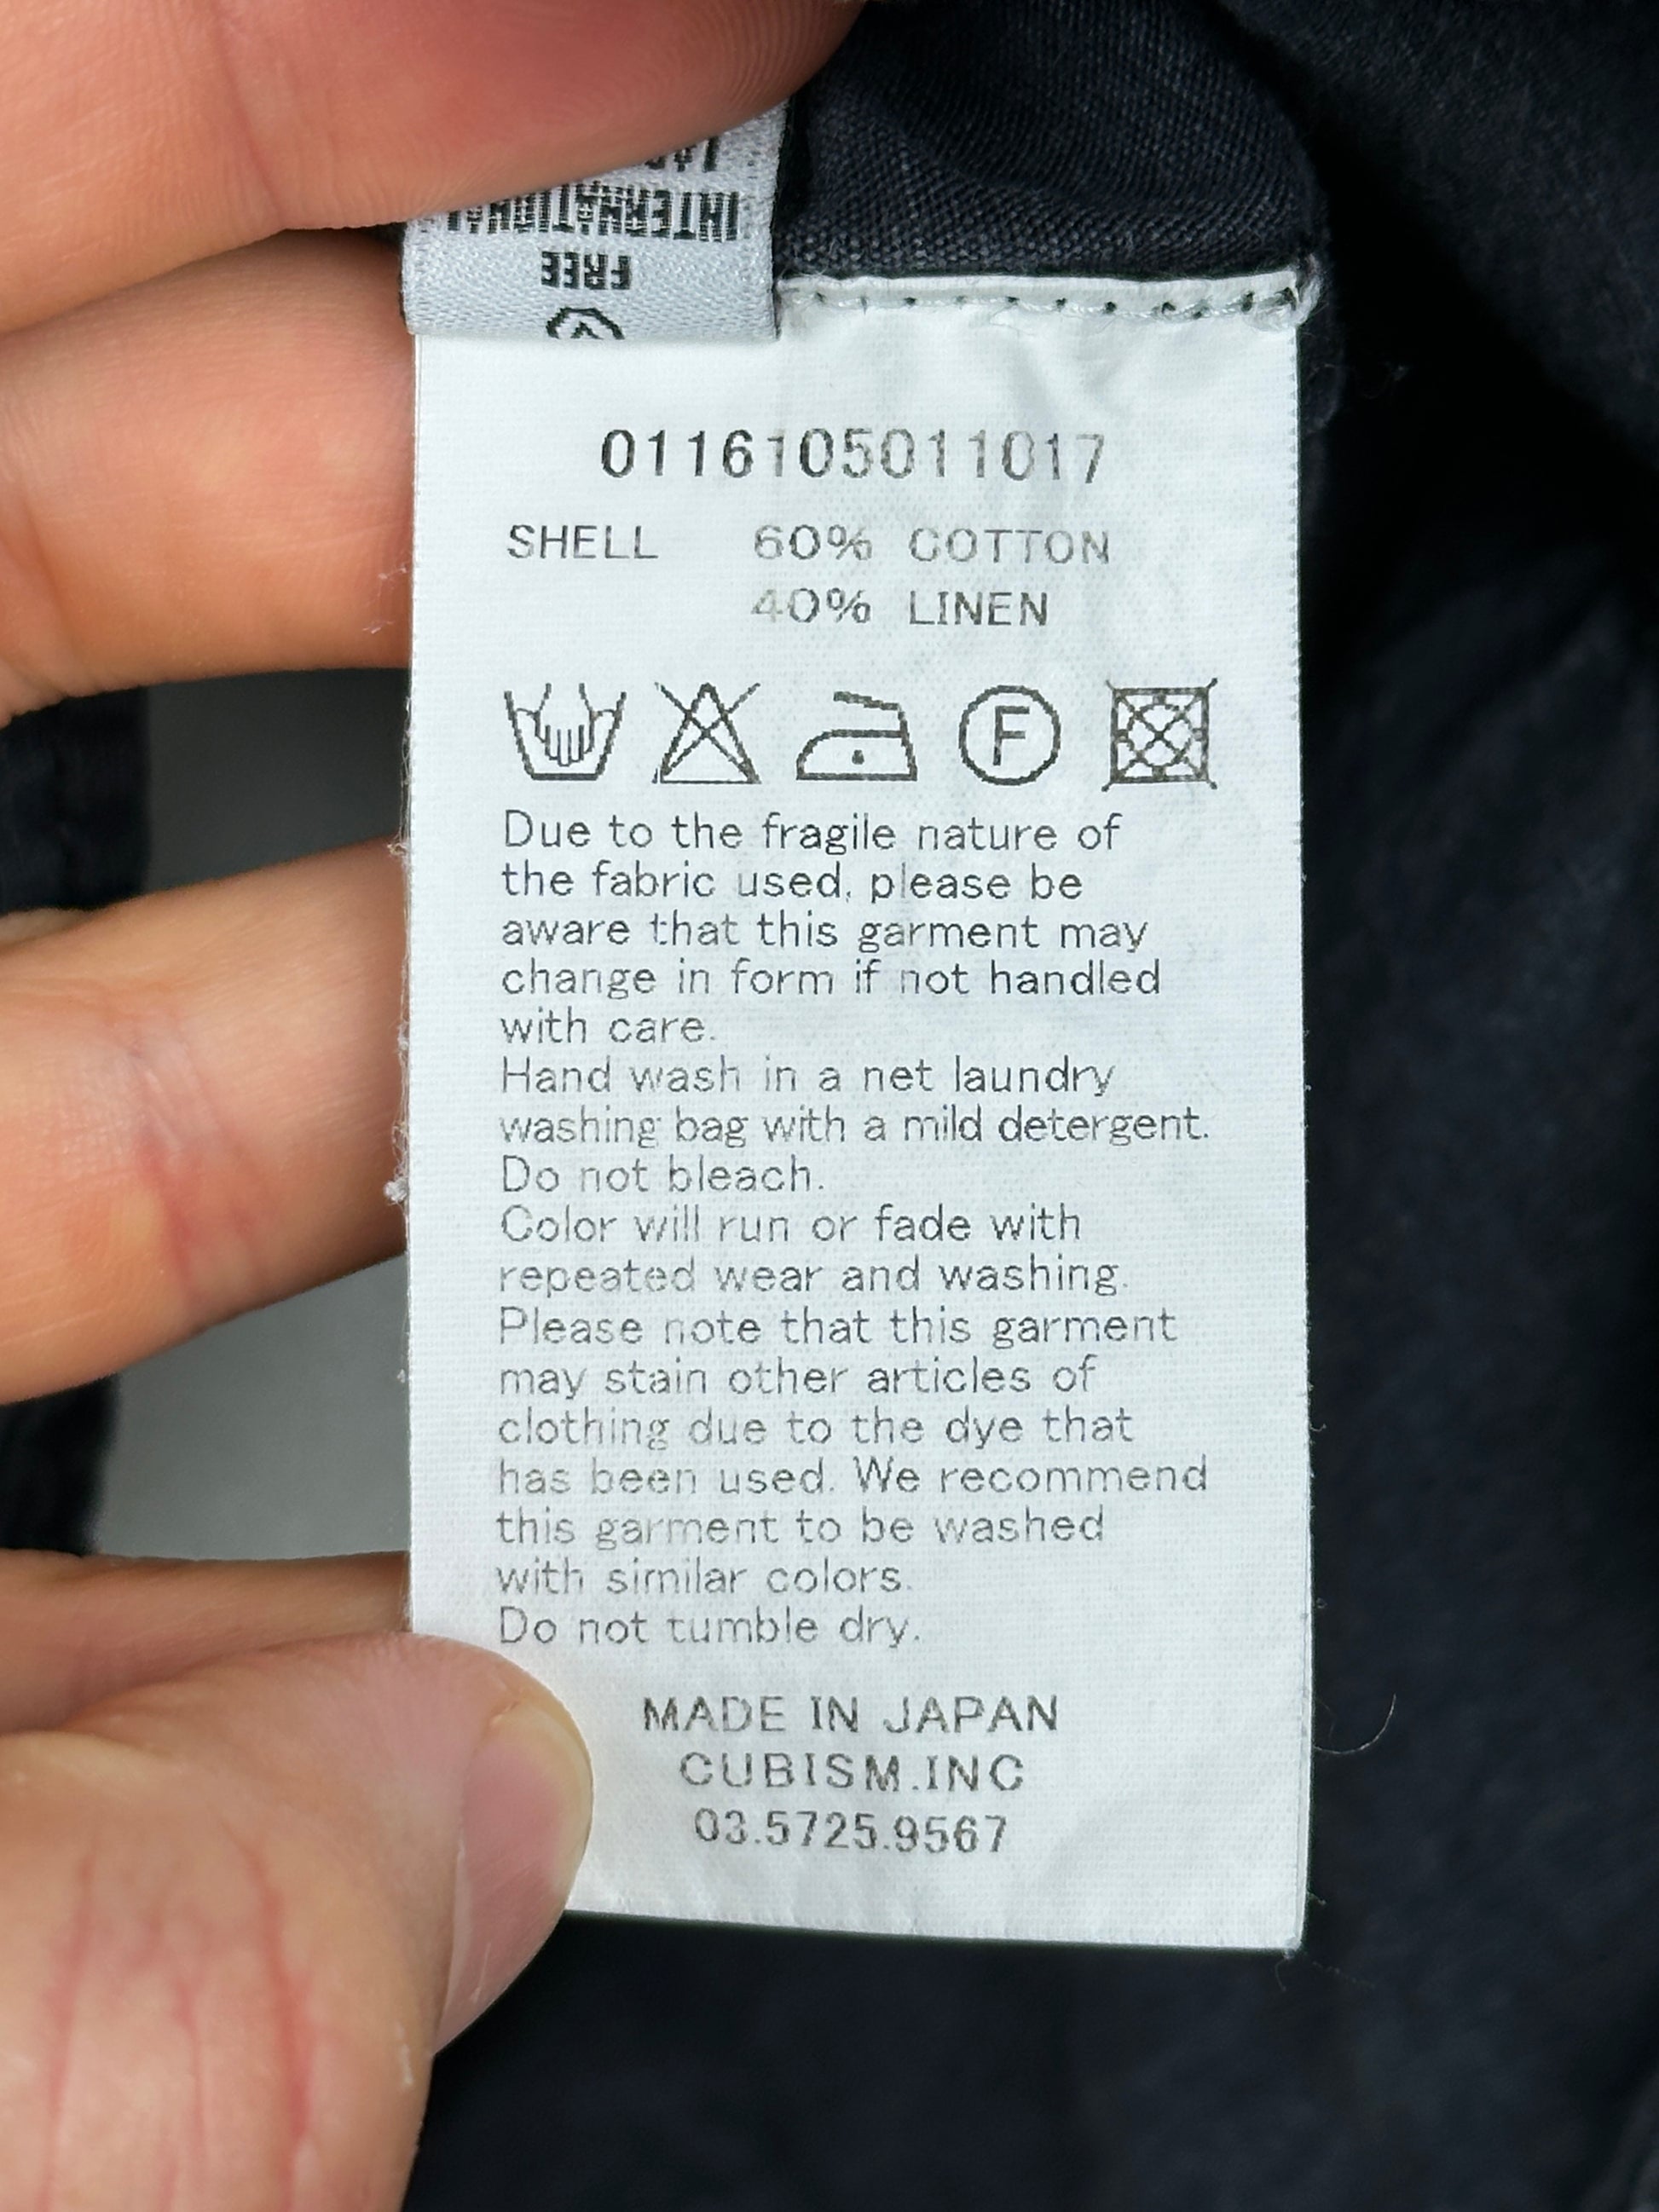 INTERNATIONAL
FREE
0116105011017
SHELL 60% COTTON
40% LINEN
F
Due to the fragile nature of
the fabric used, please be
aware that this garment may
change in form if not handled
with care.
Hand wash in a net laundry
washing bag with a mild detergent.
Do not bleach.
Color will run or fade with
repeated wear and washing.
Please note that this garment
may stain other articles of
clothing due to the dye that
has been used. We recommend
this garment to be washed
with similar colors.
Do not tumble dry.
MADE IN JAPAN
CUBISM.INC
03.5725.9567